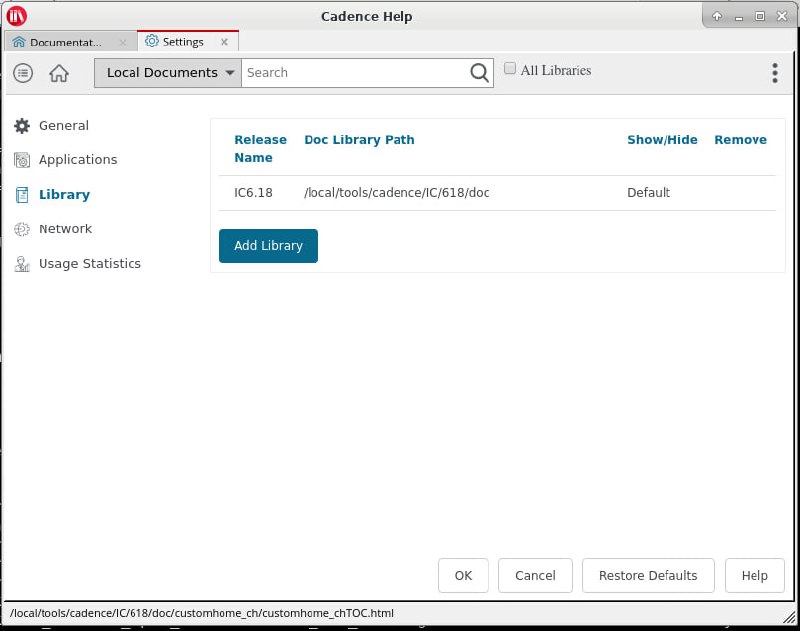 Cadence Help
Documentat...
Settings
Local Documents
Search
All Libraries
General
Applications
Library
Network
Usage Statistics
Release Name
Doc Library Path
Show/Hide
Remove
IC6.18
/local/tools/cadence/IC/618/doc
Default
Add Library
OK
Cancel
Restore Defaults
Help
/local/tools/cadence/IC/618/doc/customhome_ch/customhome_chTOC.html